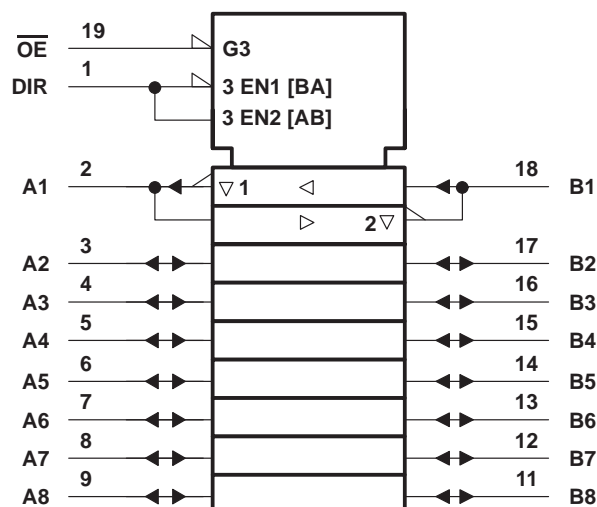 OE 19 G3
DIR 1 3 EN1 [BA]
3 EN2 [AB]
A1 2 ▽ 1 ◁ 18 B1
▷ 2 ▽
A2 3 17 B2
A3 4 16 B3
A4 5 15 B4
A5 6 14 B5
A6 7 13 B6
A7 8 12 B7
A8 9 11 B8